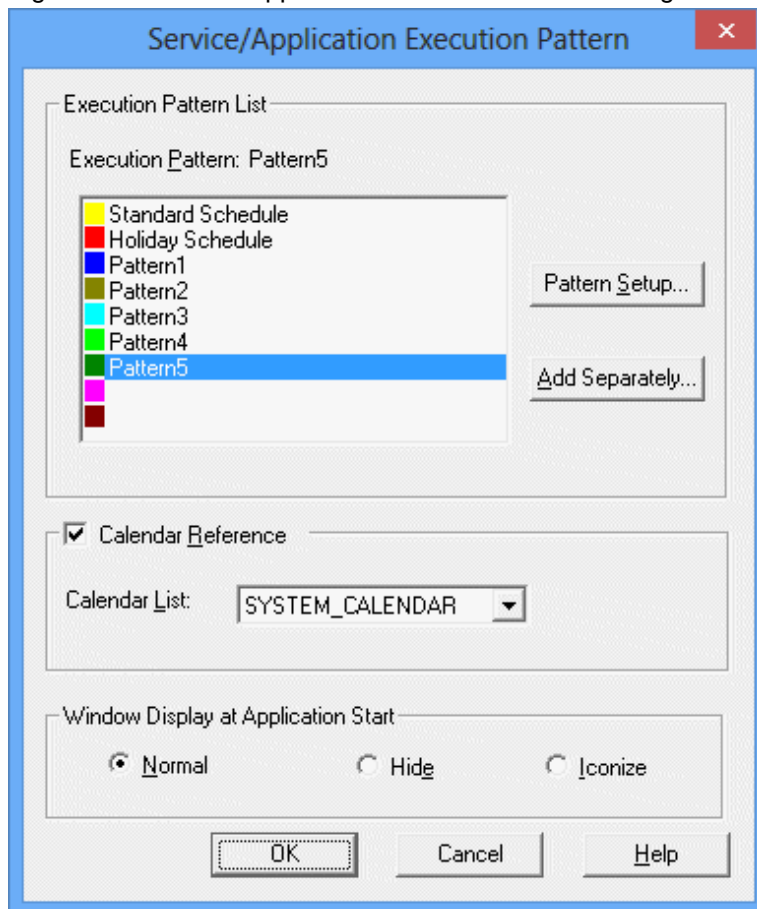 Service/Application Execution Pattern
Execution Pattern List
Execution Pattern: Pattern5
Standard Schedule
Holiday Schedule
Pattern1
Pattern2
Pattern3
Pattern4
Pattern5
Pattern Setup...
Add Separately...
Calendar Reference
Calendar List: SYSTEM_CALENDAR
Window Display at Application Start
Normal Hide Iconize
OK Cancel Help